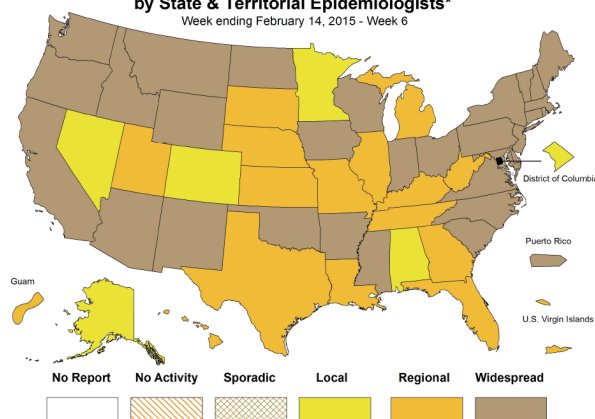 by State & Territorial Epidemiologists*
Week ending February 14, 2015 - Week 6
District of Columbia
Puerto Rico
Guam
U.S. Virgin Islands
No Report
No Activity
Sporadic
Local
Regional
Widespread